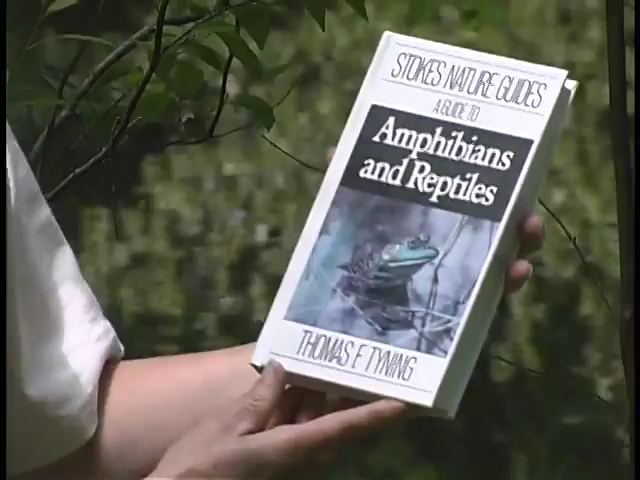 STOKES NATURE GUIDES
A GUIDE TO
Amphibians
and Reptiles
THOMAS F. TYNING